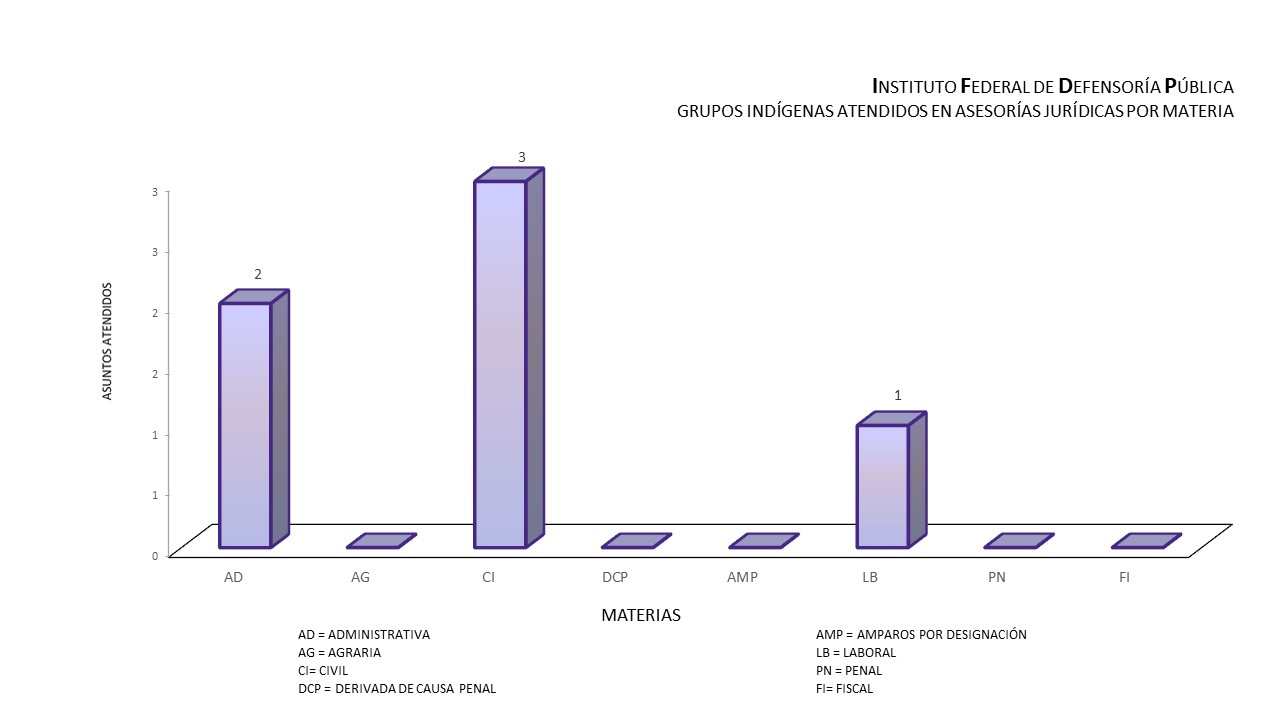 INSTITUTO FEDERAL DE DEFENSORÍA PÚBLICA
GRUPOS INDÍGENAS ATENDIDOS EN ASESORÍAS JURÍDICAS POR MATERIA
3
3
3
2
2
2
1
1
1
0
ASUNTOS ATENDIDOS
AD AG CI DCP AMP LB PN FI
MATERIAS
AD = ADMINISTRATIVA
AG = AGRARIA
CI= CIVIL
DCP = DERIVADA DE CAUSA PENAL
AMP = AMPAROS POR DESIGNACIÓN
LB = LABORAL
PN = PENAL
FI= FISCAL